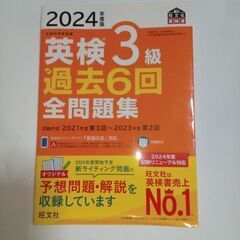 2024年度版
文部科学省後援
英検®3級
過去6回
全問題集
収録内容 2021年度 第3回〜2023年度 第2回
2024年度
試験リニューアル対応
オリジナル
2024年度開始予定
新ライティング問題の
予想問題・解説
を収録しています
旺文社は
英検書売上
No.1
旺文社